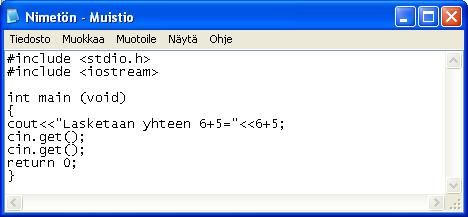 Nimetön - Muistio
Tiedosto Muokkaa Muotoile Näytä Ohje
#include <stdio.h>
#include <iostream>
int main (void)
{
cout<<"Lasketaan yhteen 6+5="<<6+5;
cin.get();
cin.get();
return 0;
}